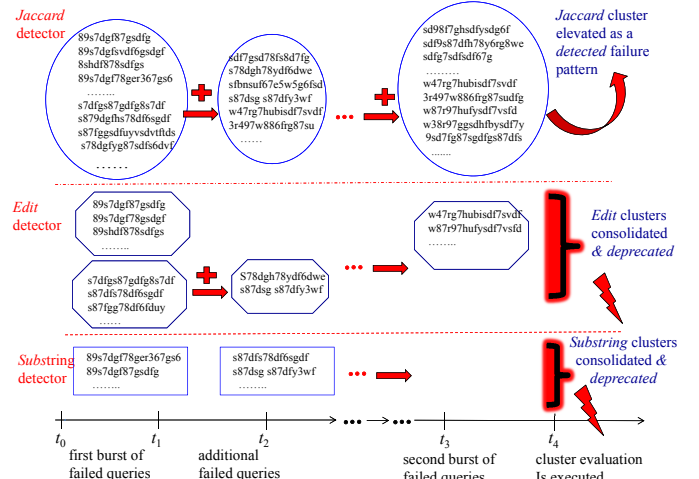 Jaccard
detector
89s7dgf87gsdfg
89s7dgfsvdf6gsdgf
8shdf878sdfgs
89s7dgf78ger367gs6
........
s7dfgs87gdfg8s7df
s879dgfhs78df6sgdf
s87fggsdfuyvsdvtftds
s78dgfyg87sdfs6dvf
......
sdf7gsd78fs8d7fg
s78dgh78ydf6dwe
sfbnsuf67e5w5g6fsd
s87dsg s87dfy3wf
w47rg7hubisdf7svdf
3r497w886frg87su
......
sd98f7ghsdfysdg6f
sdf9s87dfh78y6rg8we
sdfg7sdfsdf67g
.........
w47rg7hubisdf7svdf
3r497w886frg87sudfg
w87r97hufysdf7vsfd
w38r97ggsdhfbysdf7y
9sd7fg87sgdfgs87dfs
.......
Jaccard cluster
elevated as a
detected failure
pattern
Edit
detector
89s7dgf87gsdfg
89s7dgf78gsdgf
89shdf878sdfgs
........
s7dfgs87gdfg8s7df
s87dfs78df6sgdf
s87fgg78df6fduy
......
S78dgh78ydf6dwe
s87dsg s87dfy3wf
w47rg7hubisdf7svdf
w87r97hufysdf7vsfd
........
Edit clusters
consolidated
& deprecated
Substring
detector
89s7dgf78ger367gs6
89s7dgf87gsdfg
........
s87dfs78df6sgdf
s87dsg s87dfy3wf
........
Substring clusters
consolidated &
deprecated
t0 t1 t2 t3 t4
first burst of
failed queries
additional
failed queries
second burst of
failed queries
cluster evaluation
Is executed